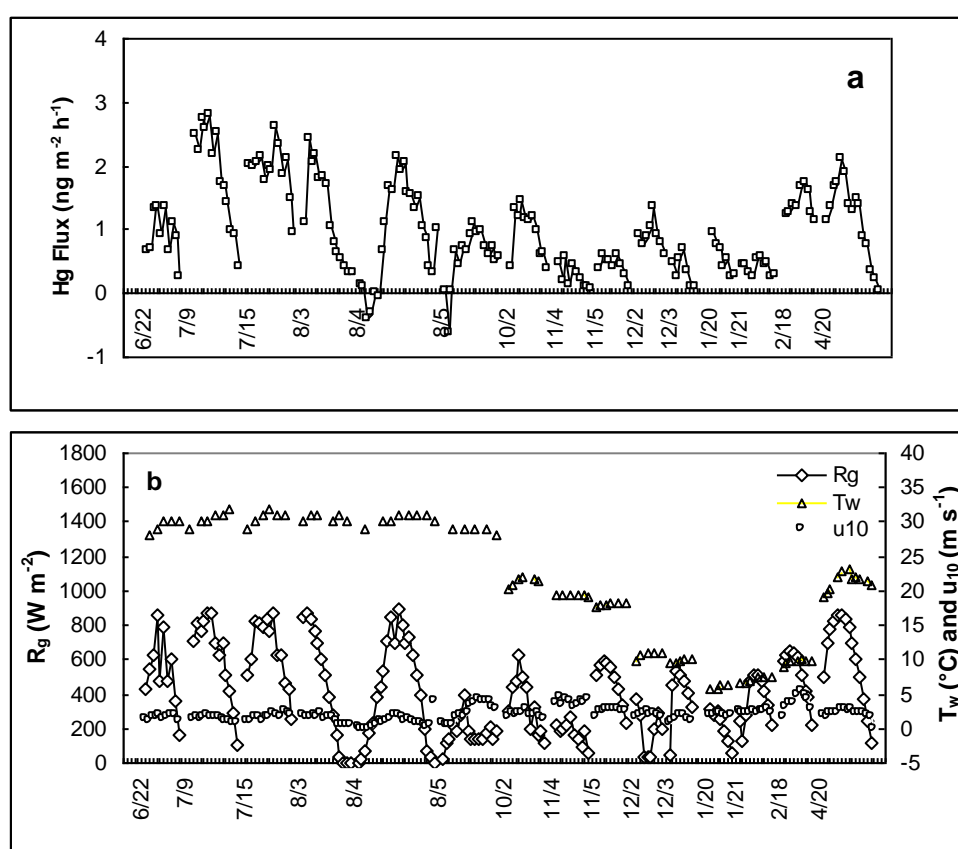 a
Hg Flux (ng m⁻² h⁻¹)
4
3
2
1
0
-1
6/22 7/9 7/15 8/3 8/4 8/5 10/2 11/4 11/5 12/2 12/3 1/20 1/21 2/18 4/20
b
Rg (W m⁻²)
1800
1600
1400
1200
1000
800
600
400
200
0
Rg
Tw
u10
40
35
30
25
20
15
10
5
0
-5
Tw (°C) and u10 (m s⁻¹)
6/22 7/9 7/15 8/3 8/4 8/5 10/2 11/4 11/5 12/2 12/3 1/20 1/21 2/18 4/20